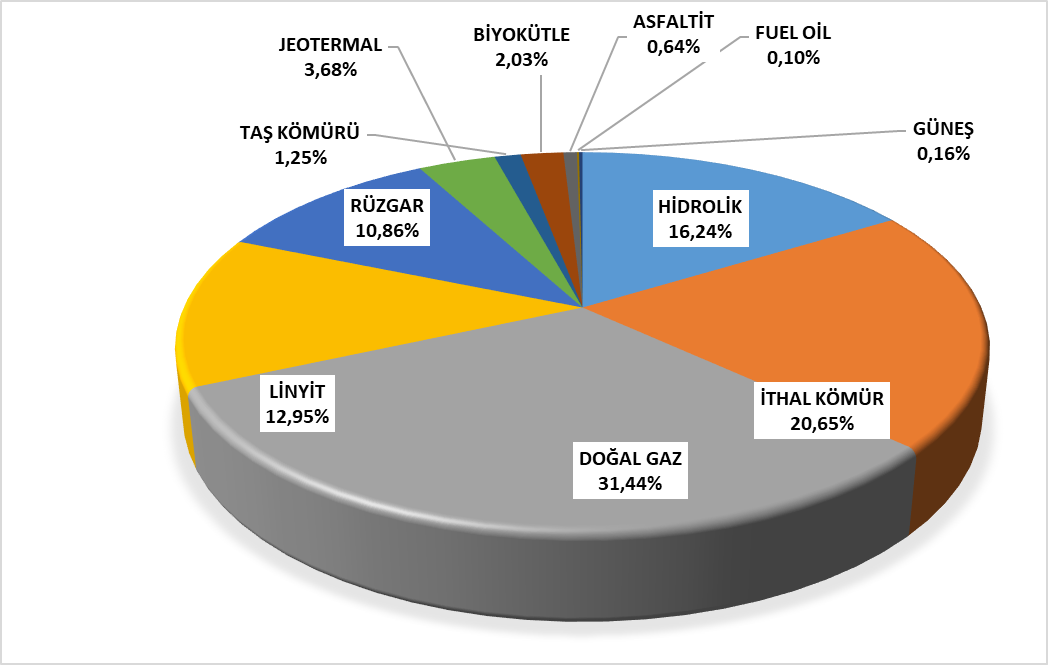 ASFALTİT
0,64%
FUEL OİL
0,10%
BİYOKÜTLE
2,03%
JEOTERMAL
3,68%
TAŞ KÖMÜRÜ
1,25%
GÜNEŞ
0,16%
RÜZGAR
10,86%
HİDROLİK
16,24%
LİNYİT
12,95%
İTHAL KÖMÜR
20,65%
DOĞAL GAZ
31,44%